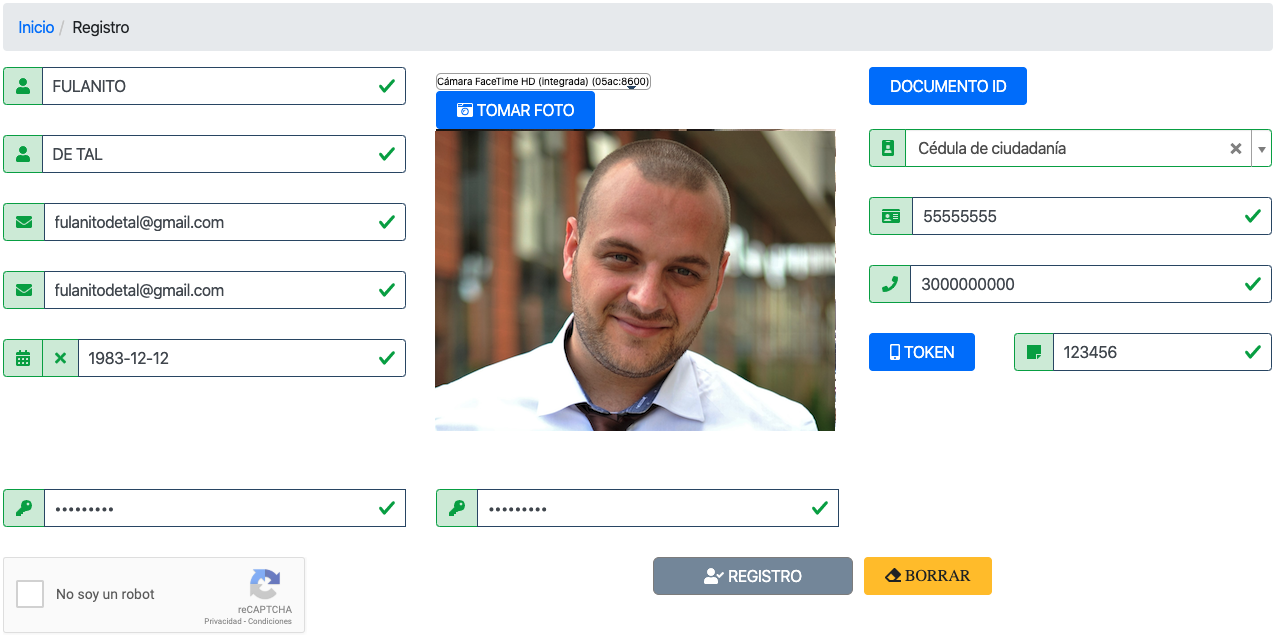 Inicio / Registro
FULANITO
DE TAL
fulanitodetal@gmail.com
fulanitodetal@gmail.com
1983-12-12
Cámara FaceTime HD (integrada) (05ac:8600)
TOMAR FOTO
DOCUMENTO ID
Cédula de ciudadanía
55555555
3000000000
TOKEN
123456
•••••••••
•••••••••
No soy un robot
reCAPTCHA
Privacidad - Condiciones
REGISTRO
BORRAR